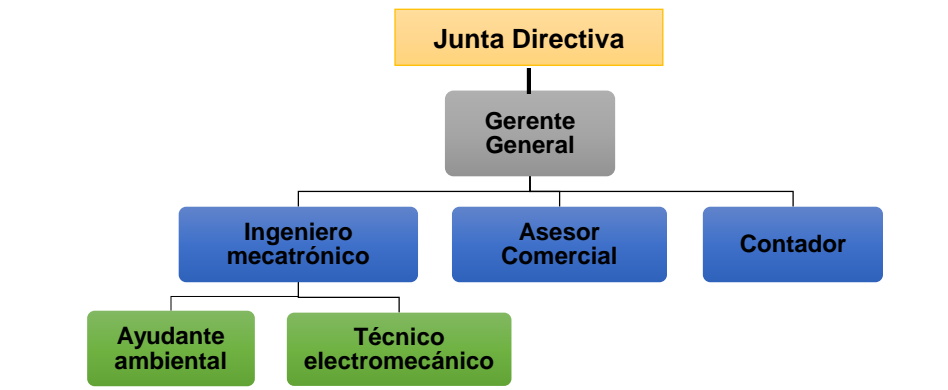 Junta Directiva
Gerente
General
Ingeniero
mecatrónico
Asesor
Comercial
Contador
Ayudante
ambiental
Técnico
electromecánico